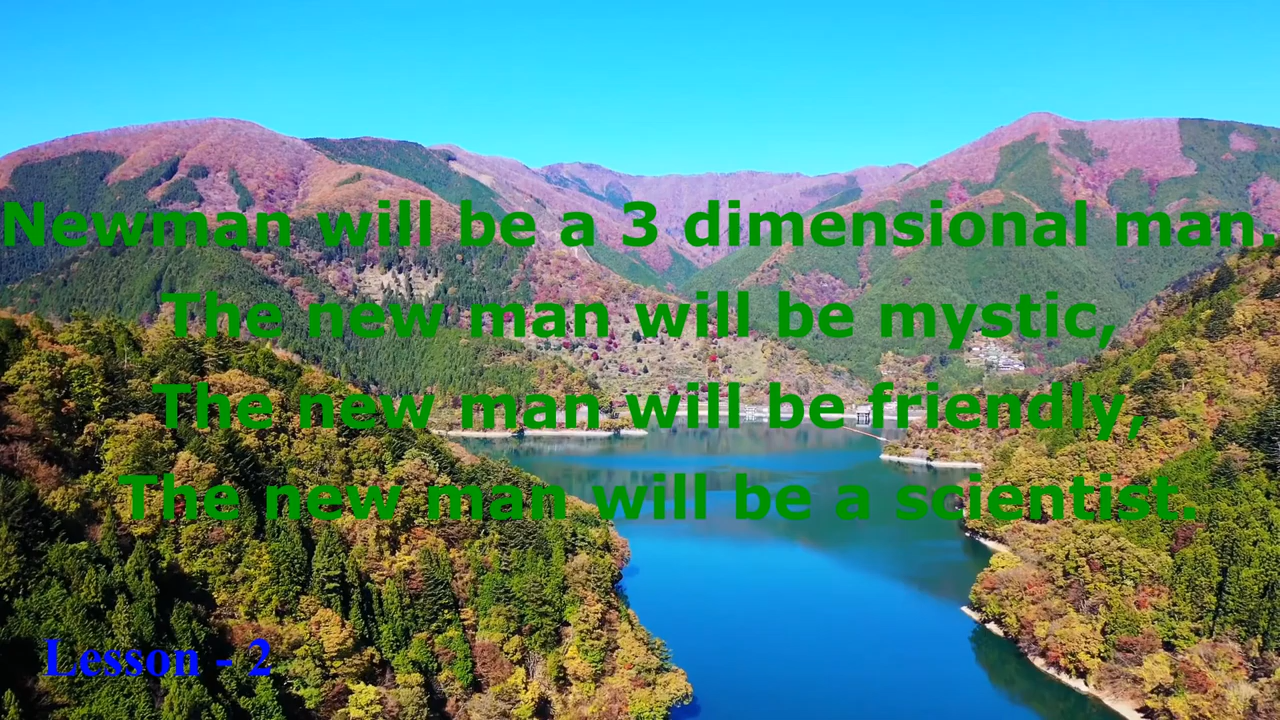 Newman will be a 3 dimensional man.
The new man will be mystic,
The new man will be friendly,
The new man will be a scientist.
Lesson - 2